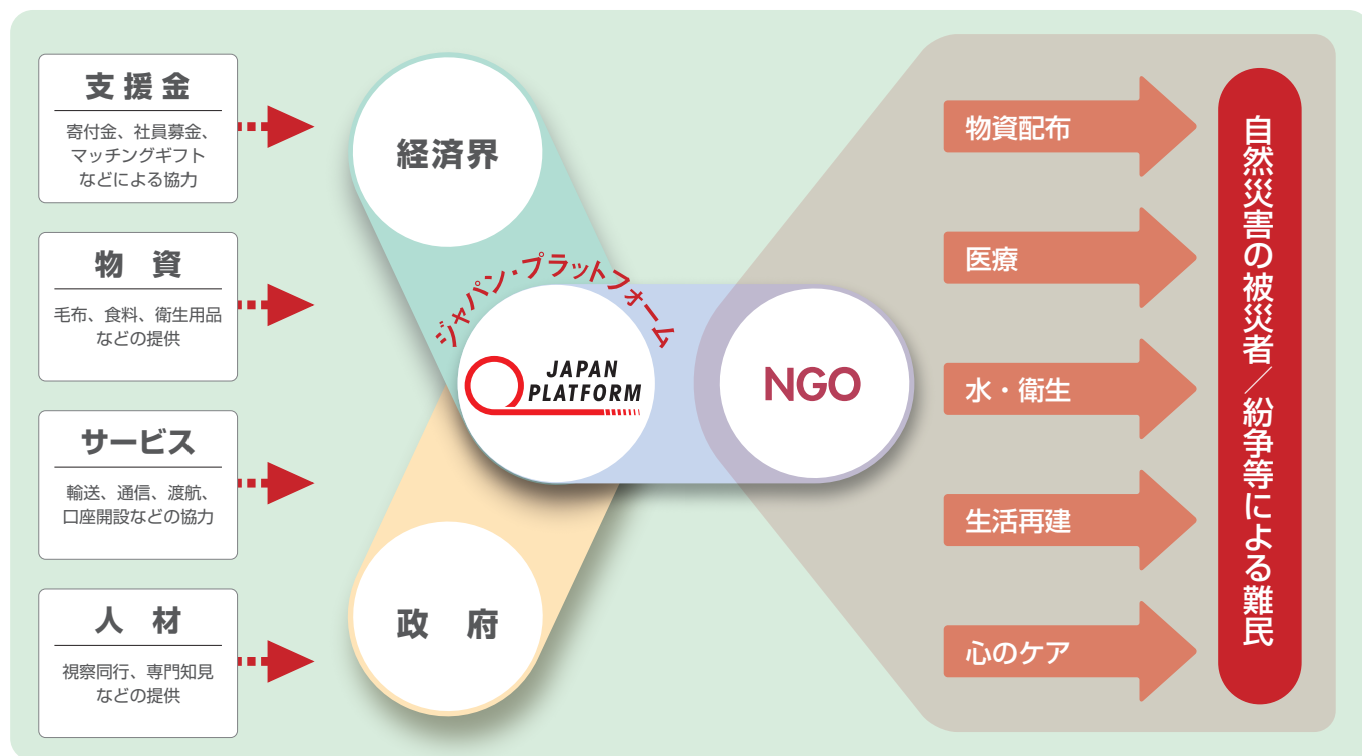 支援金
寄付金、社員募金、
マッチングギフト
などによる協力
物　資
毛布、食料、衛生用品
などの提供
サービス
輸送、通信、渡航、
口座開設などの協力
人　材
視察同行、専門知見
などの提供
経済界
ジャパン・プラットフォーム
JAPAN
PLATFORM
政　府
NGO
物資配布
医療
水・衛生
生活再建
心のケア
自然災害の被災者／紛争等による難民